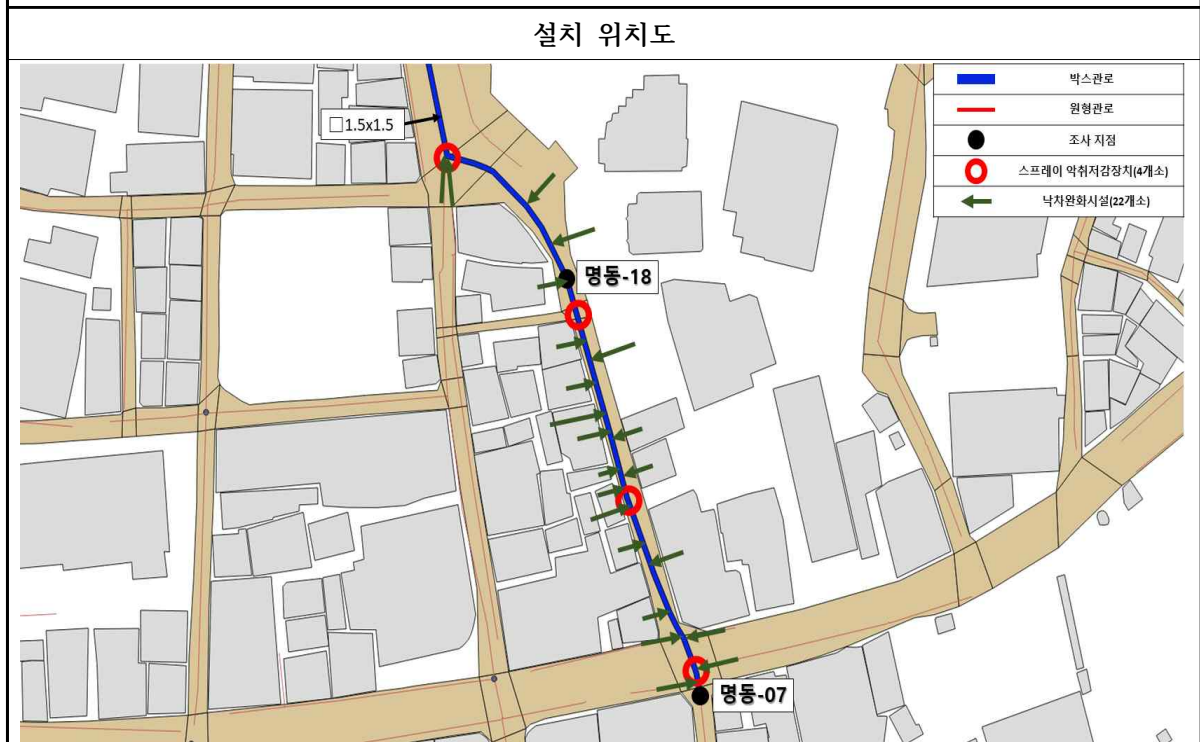 설치 위치도
□1.5x1.5
박스관로
원형관로
조사 지점
스프레이 악취저감장치(4개소)
낙차완화시설(22개소)
명동-18
명동-07